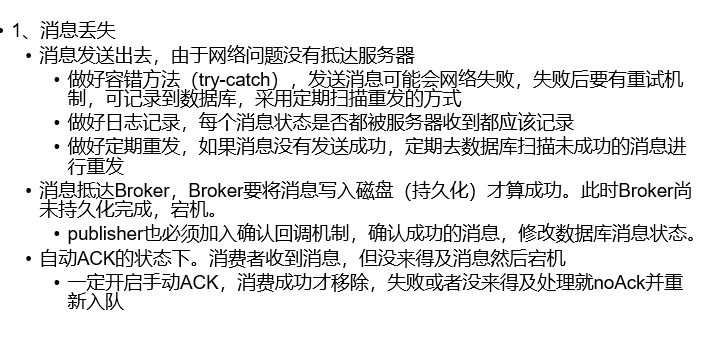 • 1、消息丢失
• 消息发送出去，由于网络问题没有抵达服务器
• 做好容错方法（try-catch），发送消息可能会网络失败，失败后要有重试机
制，可记录到数据库，采用定期扫描重发的方式
• 做好日志记录，每个消息状态是否都被服务器收到都应该记录
• 做好定期重发，如果消息没有发送成功，定期去数据库扫描未成功的消息进
行重发
• 消息抵达Broker，Broker要将消息写入磁盘（持久化）才算成功。此时Broker尚
未持久化完成，宕机。
• publisher也必须加入确认回调机制，确认成功的消息，修改数据库消息状态。
• 自动ACK的状态下。消费者收到消息，但没来得及消息然后宕机
• 一定开启手动ACK，消费成功才移除，失败或者没来得及处理就noAck并重
新入队